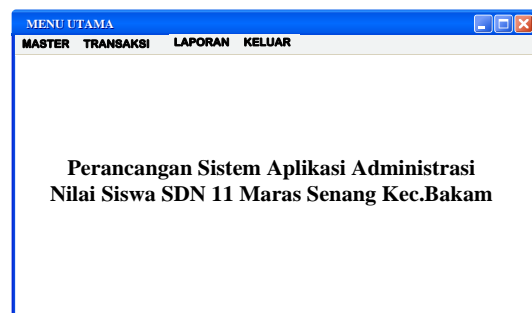 MENU UTAMA
MASTER TRANSAKSI LAPORAN KELUAR
Perancangan Sistem Aplikasi Administrasi
Nilai Siswa SDN 11 Maras Senang Kec.Bakam